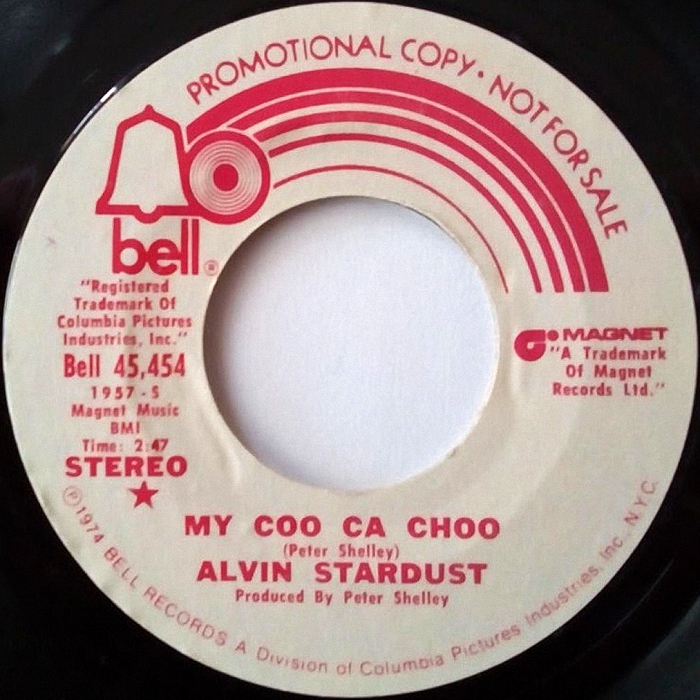 PROMOTIONAL COPY • NOT FOR SALE
bell®
"Registered
Trademark Of
Columbia Pictures
Industries, Inc."
Bell 45,454
1957-S
Magnet Music
BMI
Time: 2:47
STEREO
MAGNET
"A Trademark
Of Magnet
Records Ltd."
MY COO CA CHOO
(Peter Shelley)
ALVIN STARDUST
Produced By Peter Shelley
℗1974 BELL RECORDS A Division of Columbia Pictures Industries, Inc., N.Y.C.